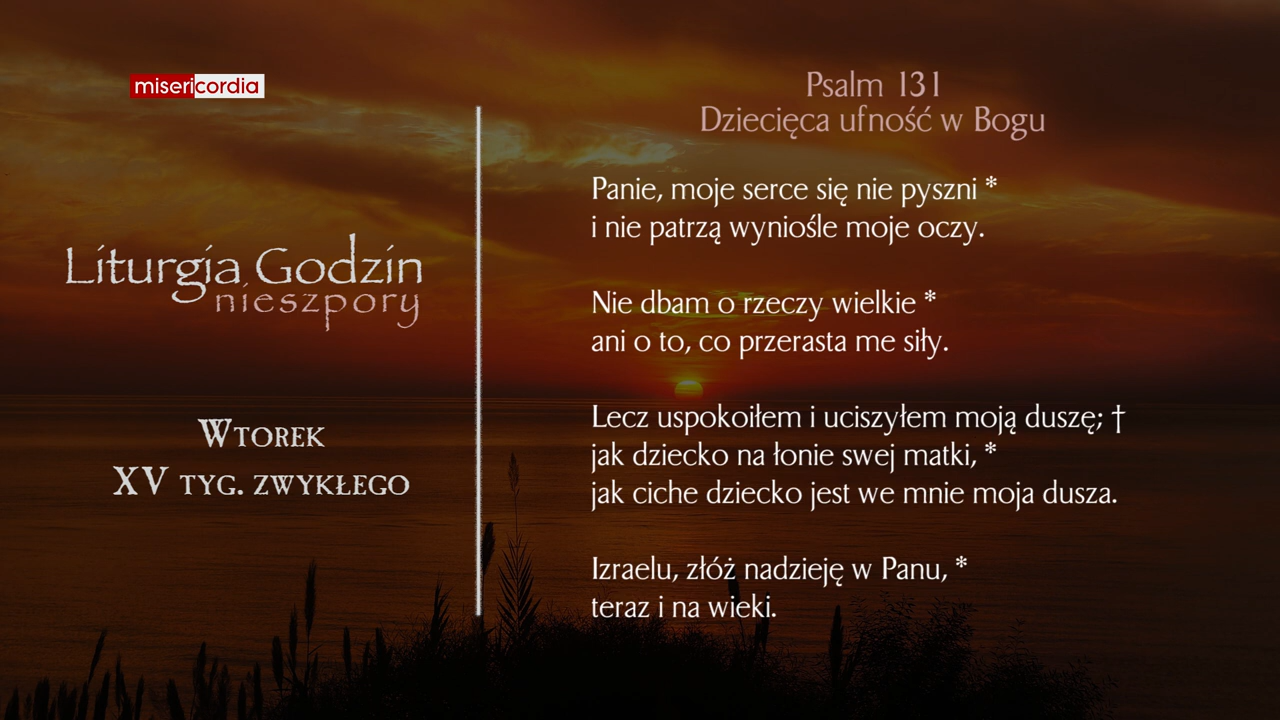 misericordia
Liturgia Godzin
nieszpory
Wtorek
XV tyg. zwykłego
Psalm 131
Dziecięca ufność w Bogu
Panie, moje serce się nie pyszni *
i nie patrzą wyniośle moje oczy.
Nie dbam o rzeczy wielkie *
ani o to, co przerasta me siły.
Lecz uspokoiłem i uciszyłem moją duszę; †
jak dziecko na łonie swej matki, *
jak ciche dziecko jest we mnie moja dusza.
Izraelu, złóż nadzieję w Panu, *
teraz i na wieki.